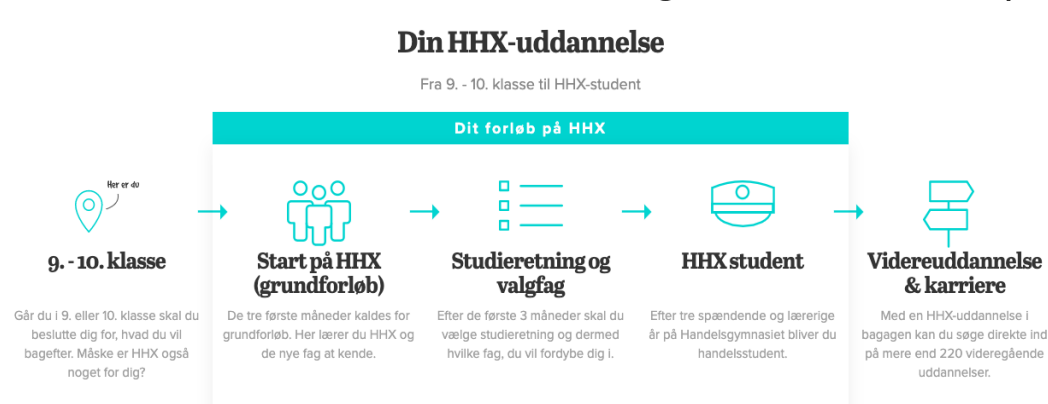 Din HHX-uddannelse
Fra 9. - 10. klasse til HHX-student
Dit forløb på HHX
Her er du
9. - 10. klasse
Går du i 9. eller 10. klasse skal du
beslutte dig for, hvad du vil
bagefter. Måske er HHX også
noget for dig?
Start på HHX
(grundforløb)
De tre første måneder kaldes for
grundforløb. Her lærer du HHX og
de nye fag at kende.
Studieretning og
valgfag
Efter de første 3 måneder skal du
vælge studieretning og dermed
hvilke fag, du vil fordybe dig i.
HHX student
Efter tre spændende og lærerige
år på Handelsgymnasiet bliver du
handelsstudent.
Videreuddannelse
& karriere
Med en HHX-uddannelse i
bagagen kan du søge direkte ind
på mere end 220 videregående
uddannelser.